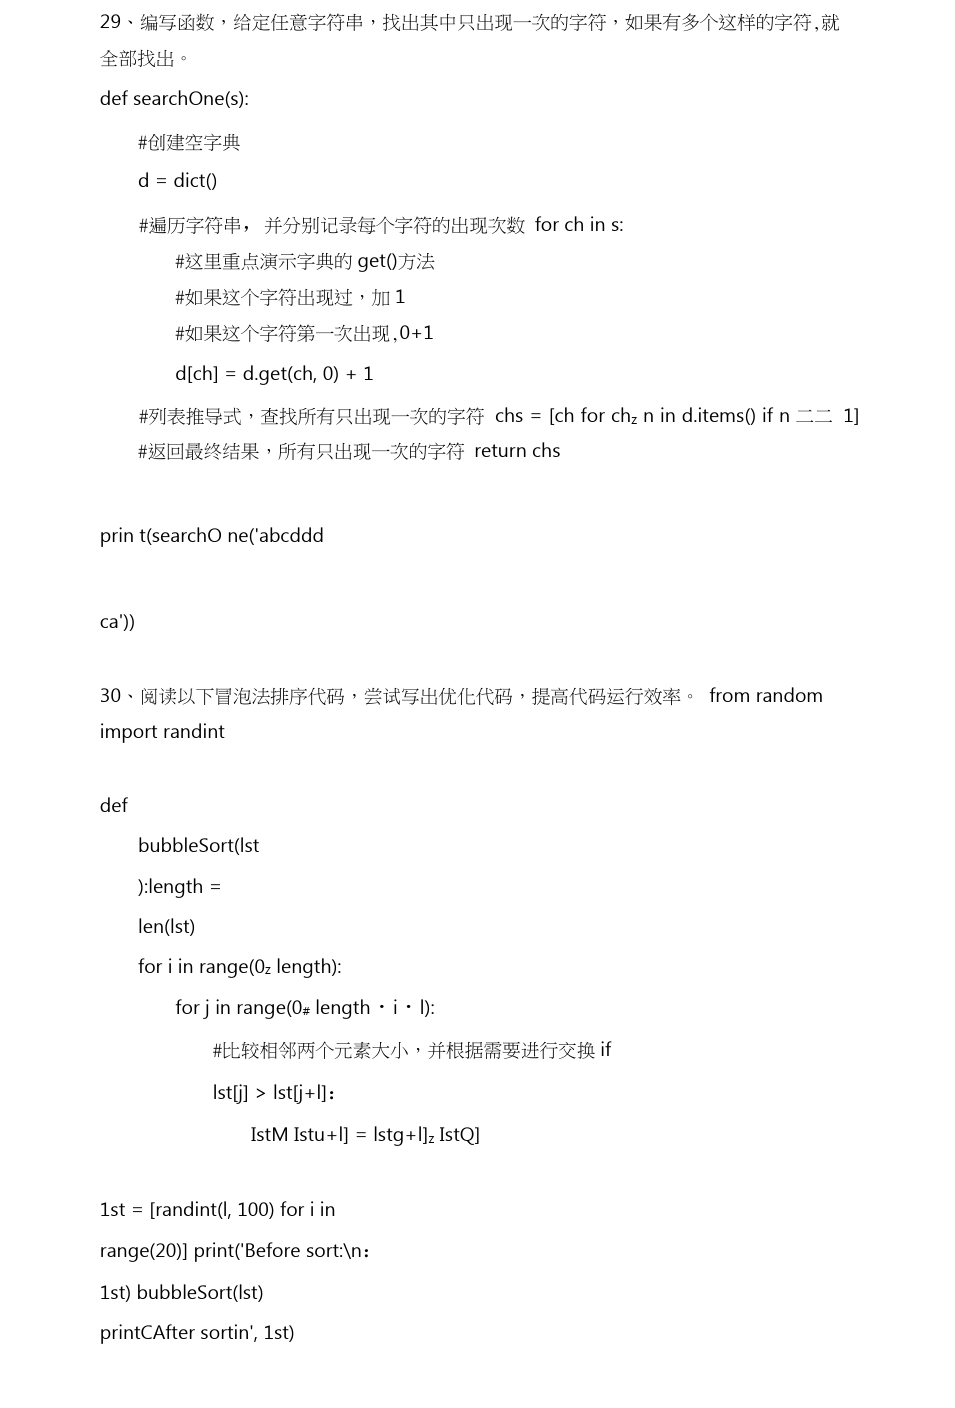 29、编写函数，给定任意字符串，找出其中只出现一次的字符，如果有多个这样的字符,就
全部找出。
def searchOne(s):
#创建空字典
d = dict()
#遍历字符串， 并分别记录每个字符的出现次数 for ch in s:
#这里重点演示字典的 get()方法
#如果这个字符出现过，加 1
#如果这个字符第一次出现,0+1
d[ch] = d.get(ch, 0) + 1
#列表推导式，查找所有只出现一次的字符 chs = [ch for chz n in d.items() if n 二二 1]
#返回最终结果，所有只出现一次的字符 return chs
prin t(searchO ne('abcddd
ca'))
30、阅读以下冒泡法排序代码，尝试写出优化代码，提高代码运行效率。 from random
import randint
def
bubbleSort(lst
):length =
len(lst)
for i in range(0z length):
for j in range(0# length・i・l):
#比较相邻两个元素大小，并根据需要进行交换 if
lst[j] > lst[j+l]：
IstM Istu+l] = lstg+l]z IstQ]
1st = [randint(l, 100) for i in
range(20)] print('Before sort:\n：
1st) bubbleSort(lst)
printCAfter sortin', 1st)